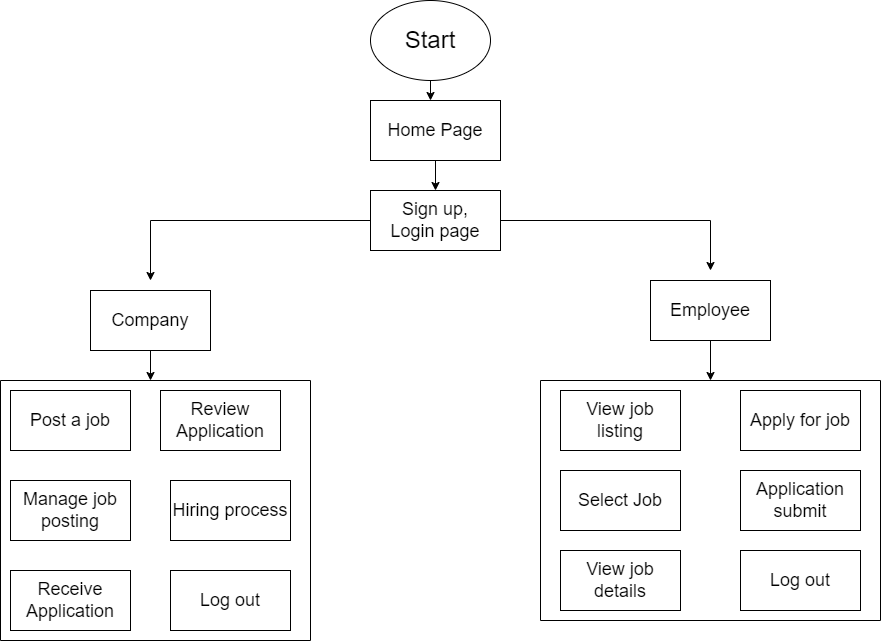 Start
Home Page
Sign up,
Login page
Company
Employee
Post a job
Review
Application
Manage job
posting
Hiring process
Receive
Application
Log out
View job
listing
Apply for job
Select Job
Application
submit
View job
details
Log out